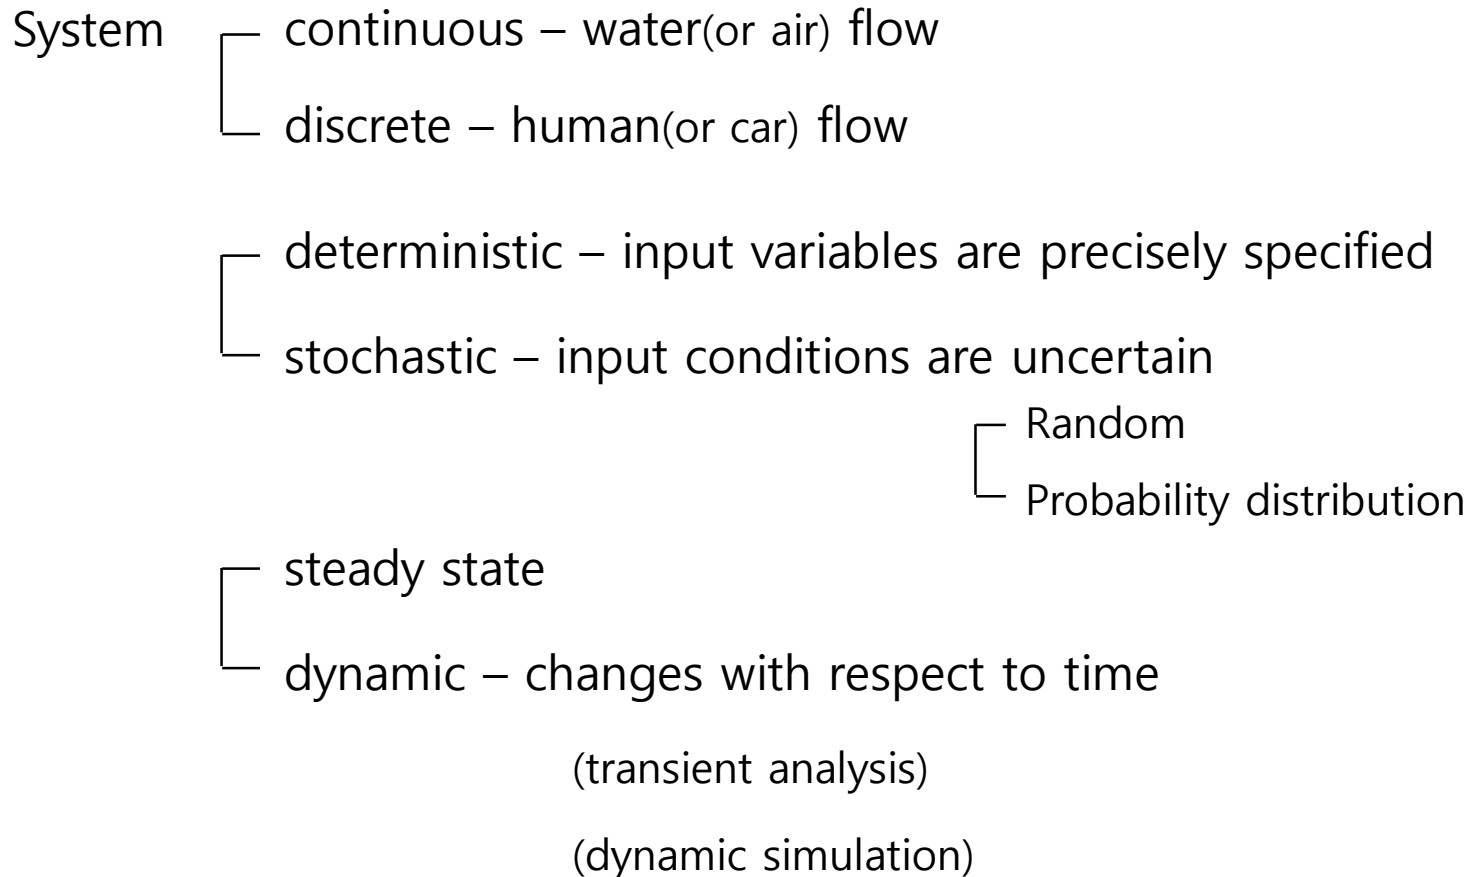 System continuous – water(or air) flow
discrete – human(or car) flow
deterministic – input variables are precisely specified
stochastic – input conditions are uncertain
Random
Probability distribution
steady state
dynamic – changes with respect to time
(transient analysis)
(dynamic simulation)